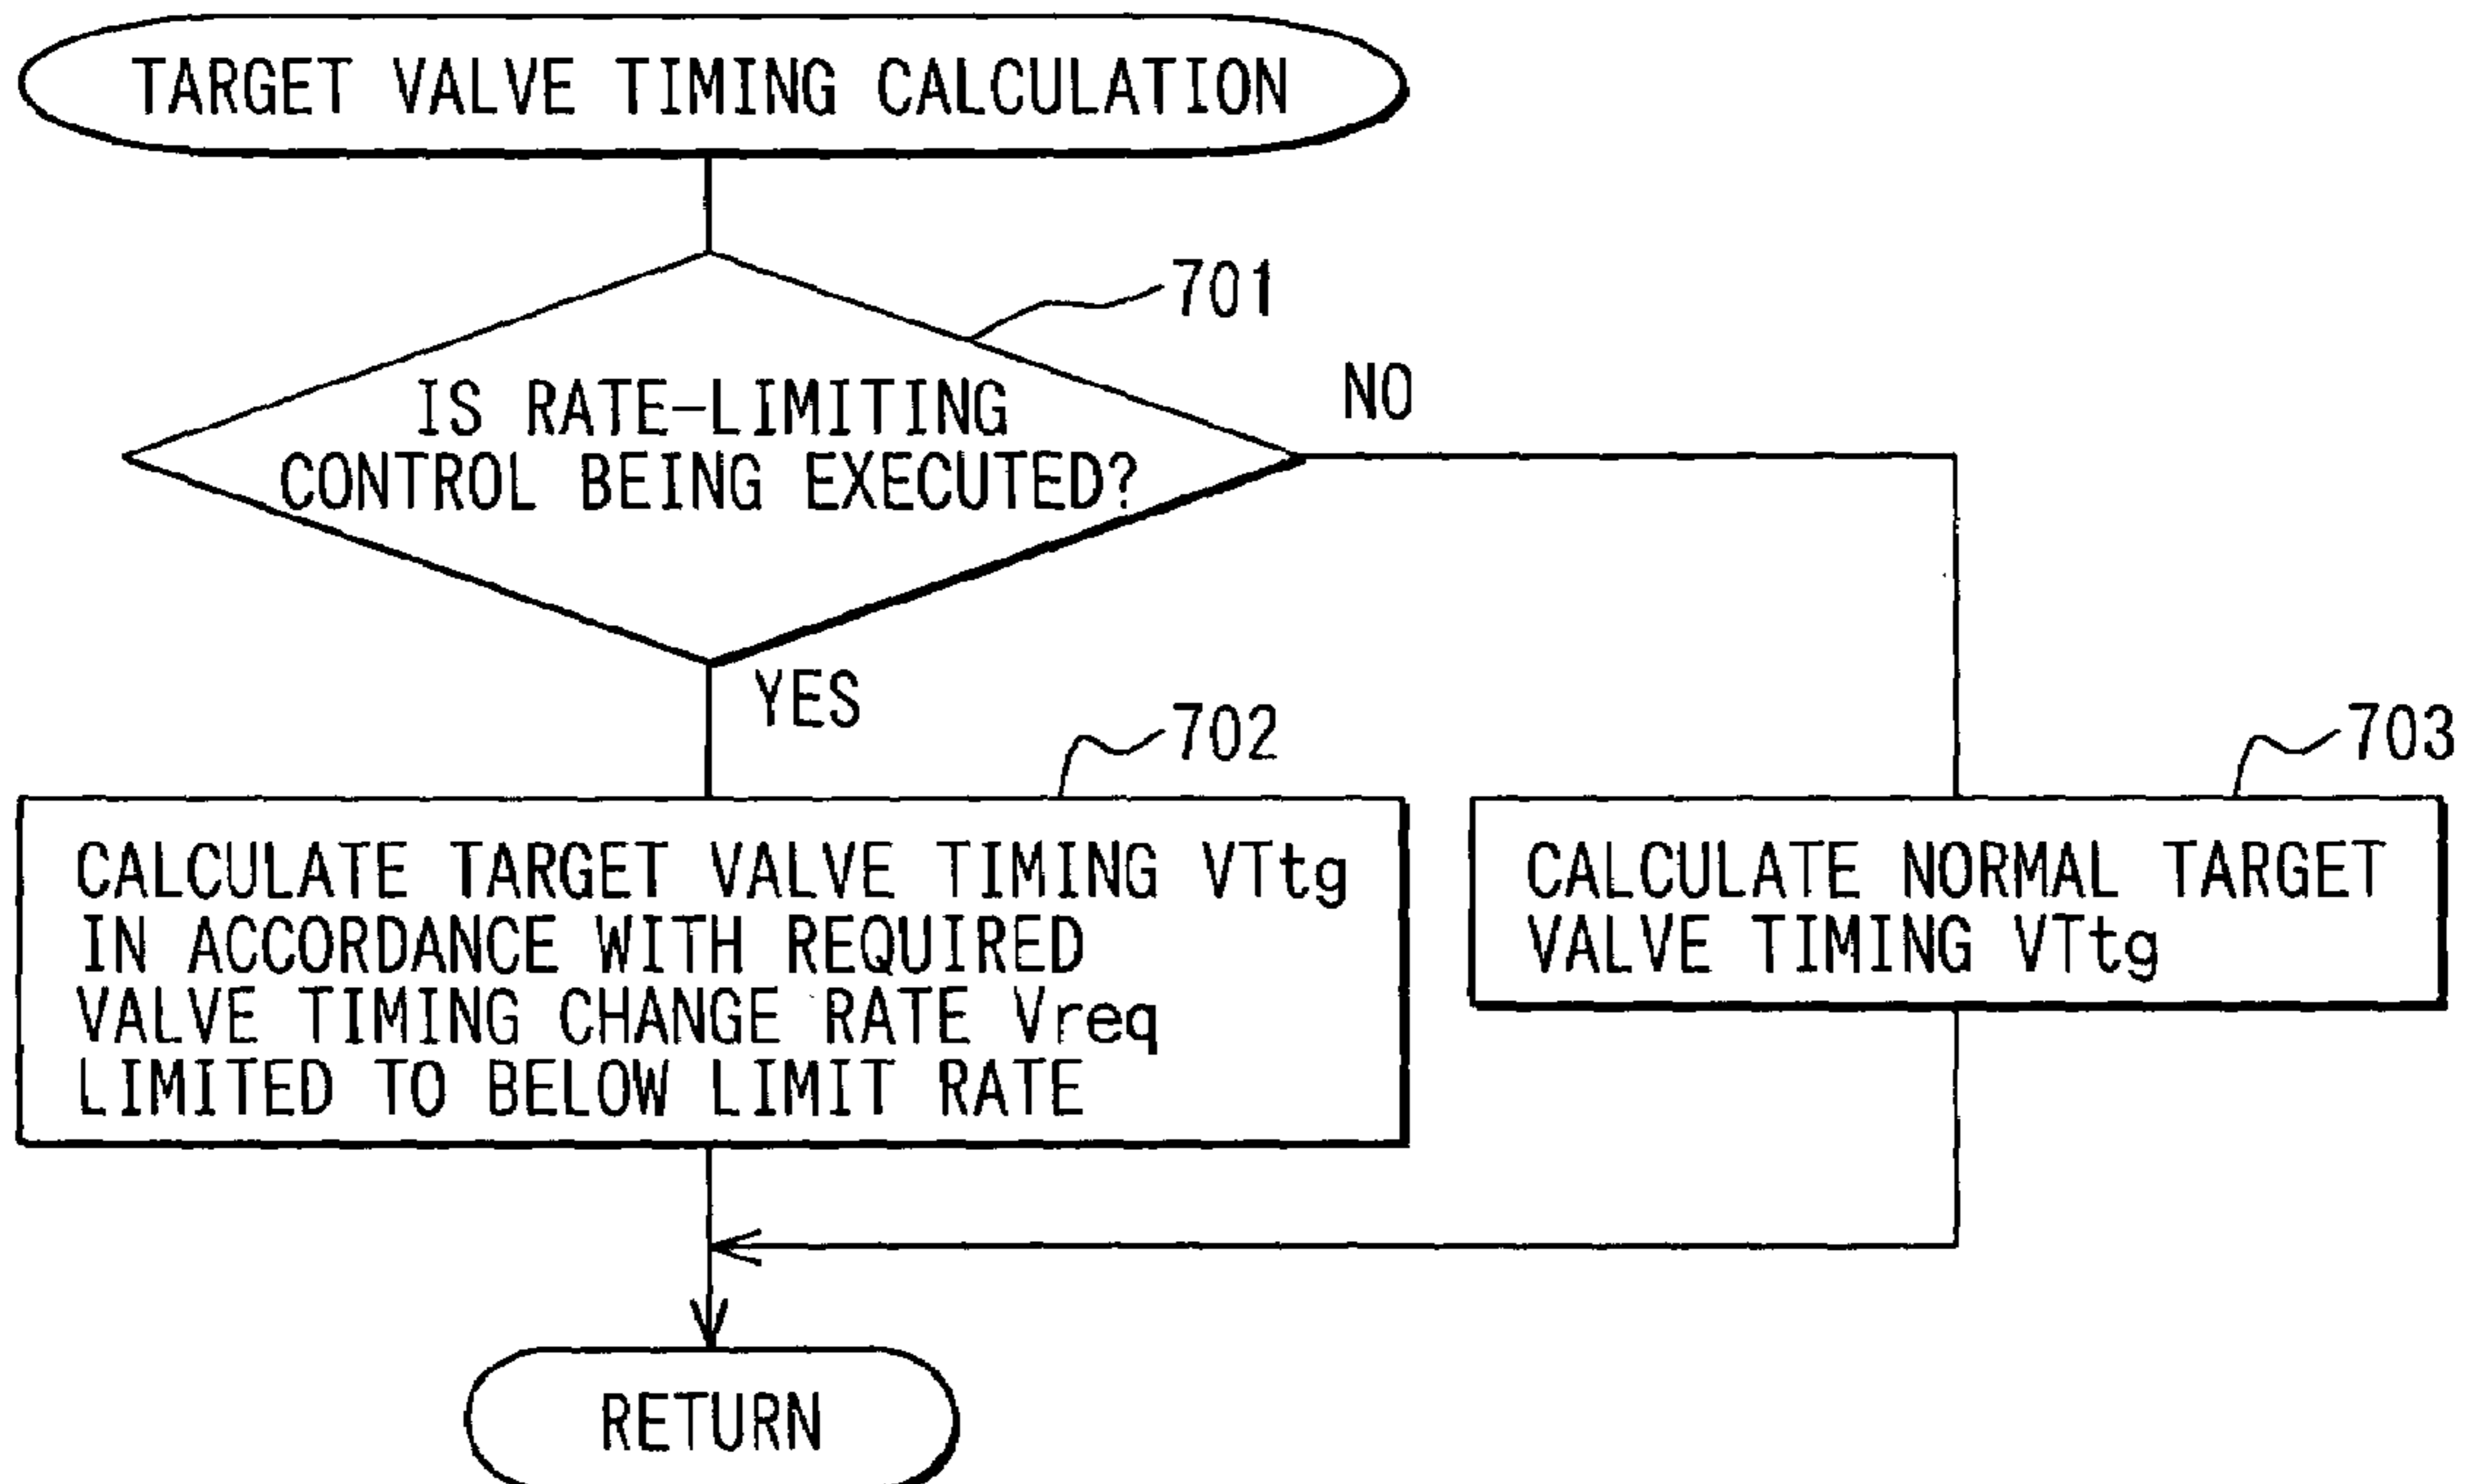 TARGET VALVE TIMING CALCULATION
701
IS RATE-LIMITING
CONTROL BEING EXECUTED?
NO
YES
702
CALCULATE TARGET VALVE TIMING VTtg
IN ACCORDANCE WITH REQUIRED
VALVE TIMING CHANGE RATE Vreq
LIMITED TO BELOW LIMIT RATE
703
CALCULATE NORMAL TARGET
VALVE TIMING VTtg
RETURN